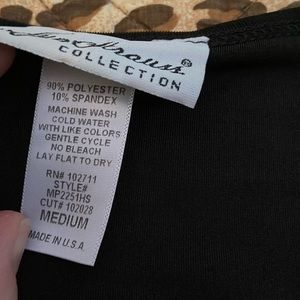 COLLECTION
90% POLYESTER
10% SPANDEX
MACHINE WASH
COLD WATER
WITH LIKE COLORS
GENTLE CYCLE
NO BLEACH
LAY FLAT TO DRY
RN# 102711
STYLE#
MP2251HS
CUT# 102028
MEDIUM
MADE IN U.S.A